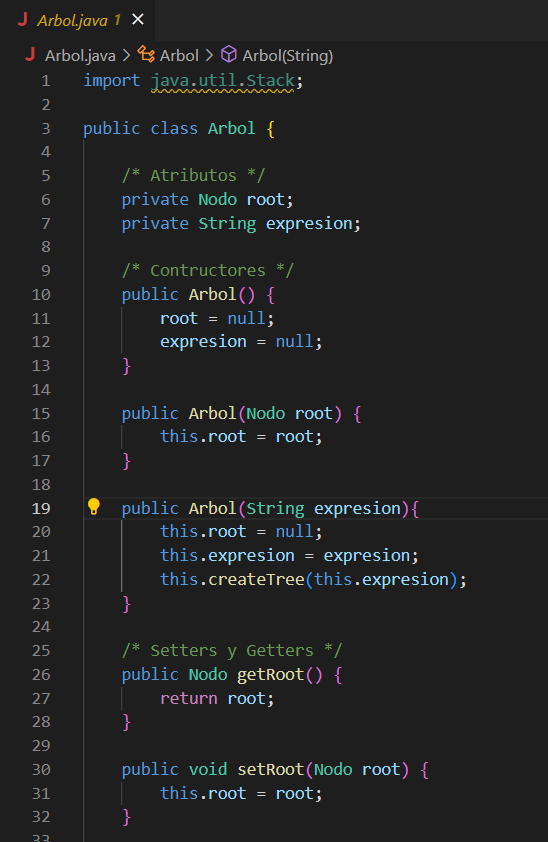 J Arbol.java 1
J Arbol.java > Arbol > Arbol(String)
1 import java.util.Stack;
2
3 public class Arbol {
4
5 /* Atributos */
6 private Nodo root;
7 private String expresion;
8
9 /* Contructores */
10 public Arbol() {
11 root = null;
12 expresion = null;
13 }
14
15 public Arbol(Nodo root) {
16 this.root = root;
17 }
18
19 public Arbol(String expresion){
20 this.root = null;
21 this.expresion = expresion;
22 this.createTree(this.expresion);
23 }
24
25 /* Setters y Getters */
26 public Nodo getRoot() {
27 return root;
28 }
29
30 public void setRoot(Nodo root) {
31 this.root = root;
32 }
33